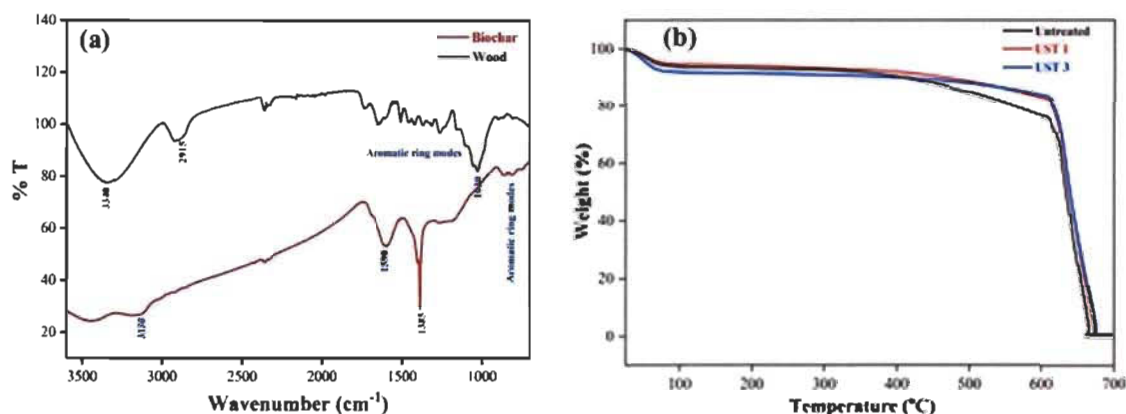 (a)
Biochar
Wood
140
120
100
80
60
40
20
% T
3340
2915
Aromatic ring modes
1590
Aromatic ring modes
3500
3000
2500
2000
1500
1000
Wavenumber (cm⁻¹)
(b)
Untreated
UST 1
UST 3
100
80
60
40
20
0
Weight (%)
100
200
300
400
500
600
700
Temperature (°C)